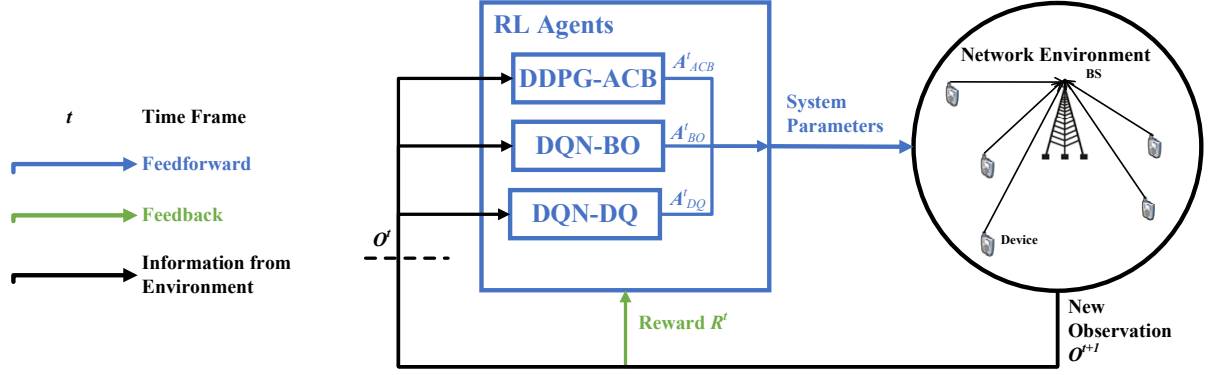 t Time Frame
Feedforward
Feedback
Information from
Environment
RL Agents
DDPG-ACB
DQN-BO
DQN-DQ
A^t_ACB
A^t_BO
A^t_DQ
O^t
Reward R^t
System
Parameters
Network Environment
BS
Device
New
Observation
O^t+1